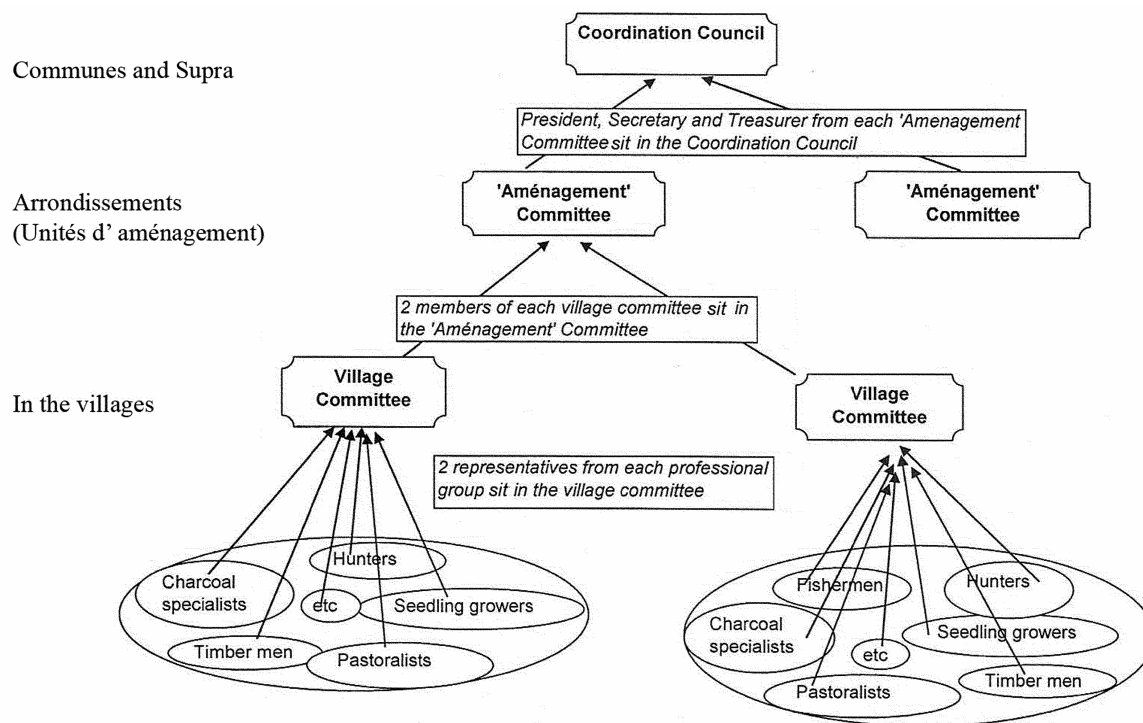 Coordination Council
Communes and Supra
President, Secretary and Treasurer from each 'Amenagement
Committee sit in the Coordination Council
Arrondissements
(Unités d' aménagement)
'Aménagement'
Committee
'Aménagement'
Committee
2 members of each village committee sit in
the 'Aménagement' Committee
In the villages
Village
Committee
Village
Committee
2 representatives from each professional
group sit in the village committee
Hunters
Charcoal
specialists
etc
Seedling growers
Timber men
Pastoralists
Fishermen
Hunters
Charcoal
specialists
Seedling growers
etc
Timber men
Pastoralists